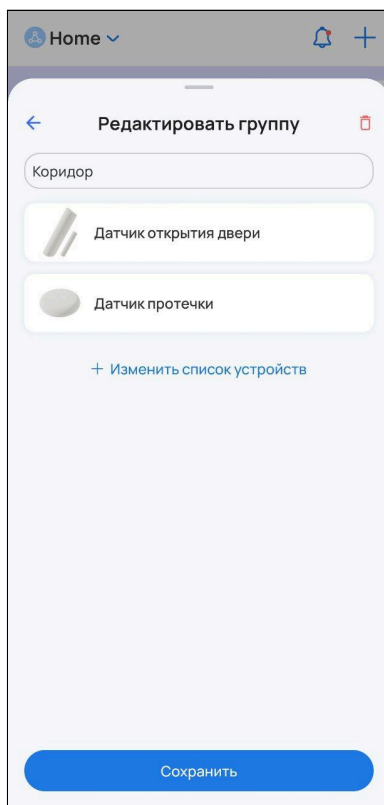 Home
Редактировать группу
Коридор
Датчик открытия двери
Датчик протечки
+ Изменить список устройств
Сохранить